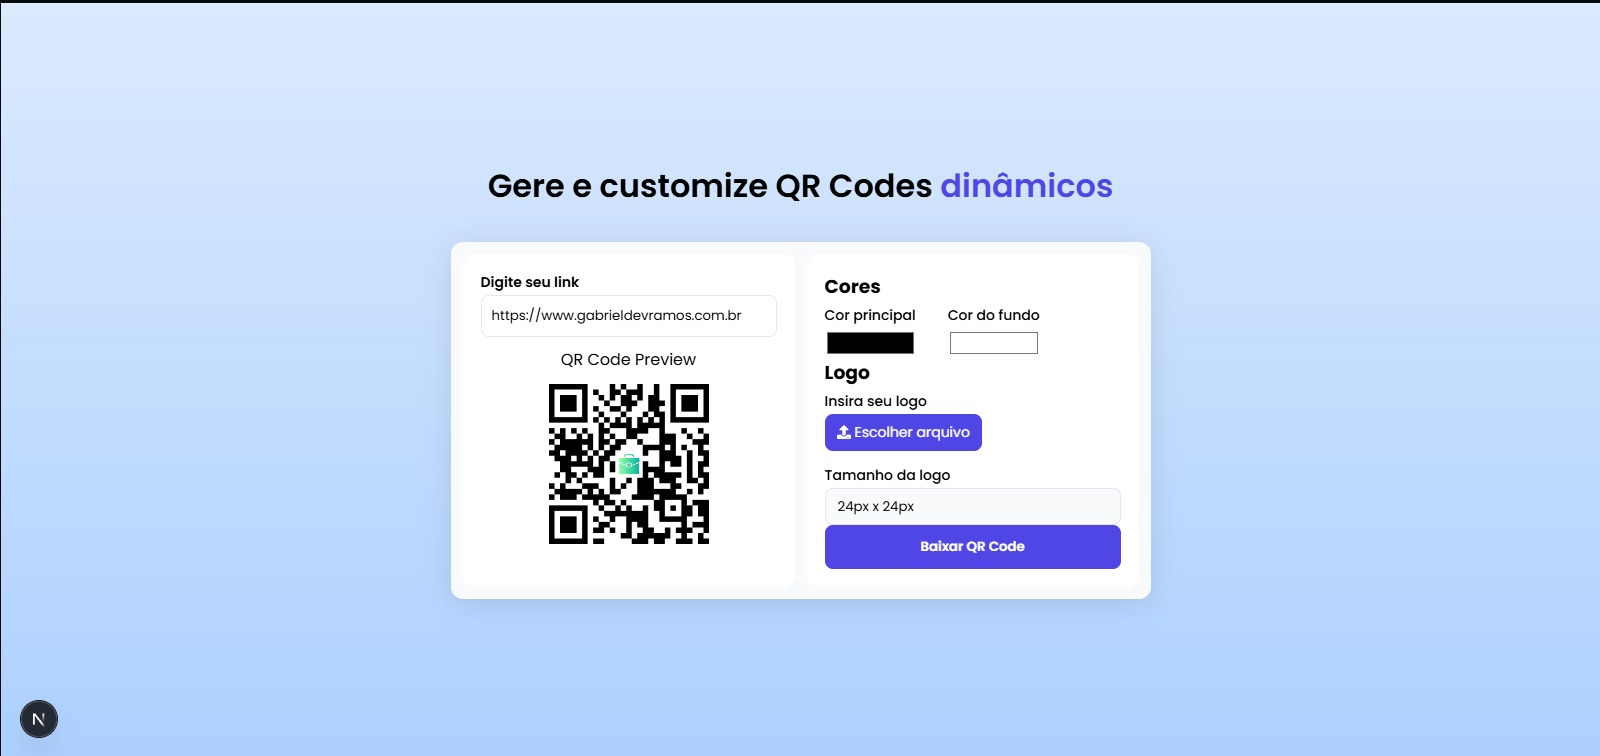 Gere e customize QR Codes dinâmicos
Digite seu link
https://www.gabrieldevramos.com.br
QR Code Preview
Cores
Cor principal
Cor do fundo
Logo
Insira seu logo
Escolher arquivo
Tamanho da logo
24px x 24px
Baixar QR Code
N